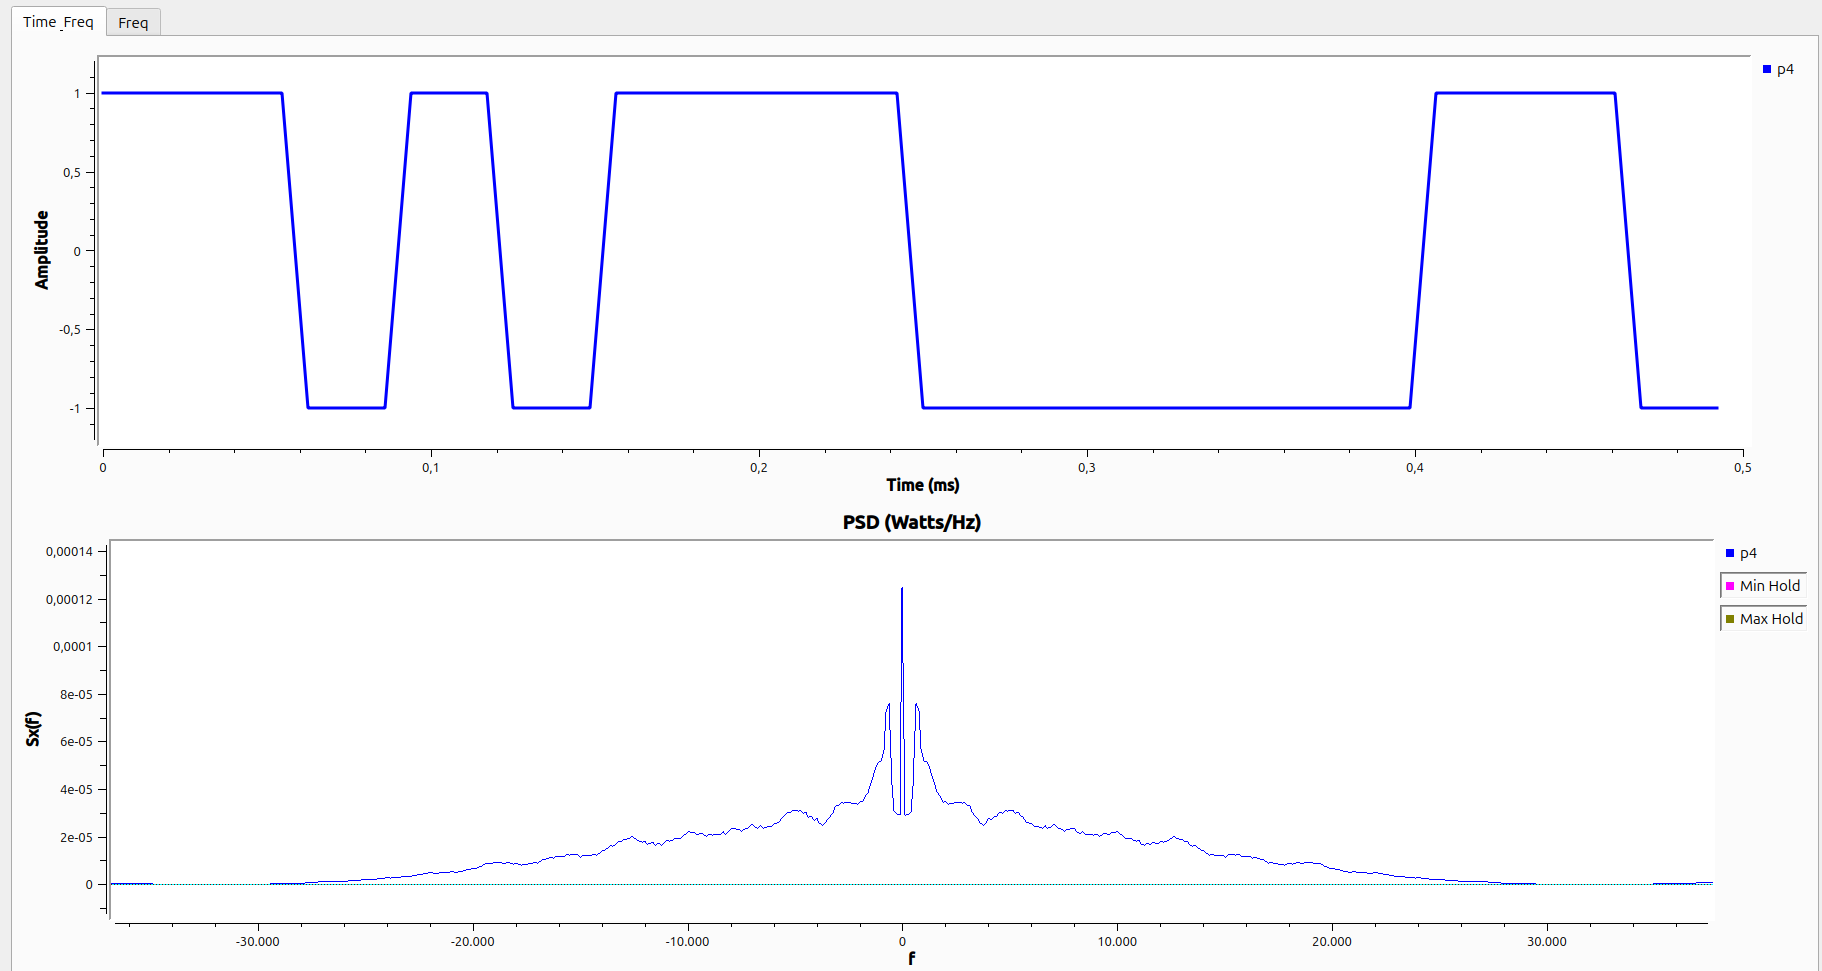 Time_Freq
Freq
p4
1
0,5
0
-0,5
-1
Amplitude
0
0,1
0,2
0,3
0,4
0,5
Time (ms)
PSD (Watts/Hz)
p4
Min Hold
Max Hold
0,00014
0,00012
0,0001
8e-05
6e-05
4e-05
2e-05
0
Sx(f)
-30.000
-20.000
-10.000
0
10.000
20.000
30.000
f